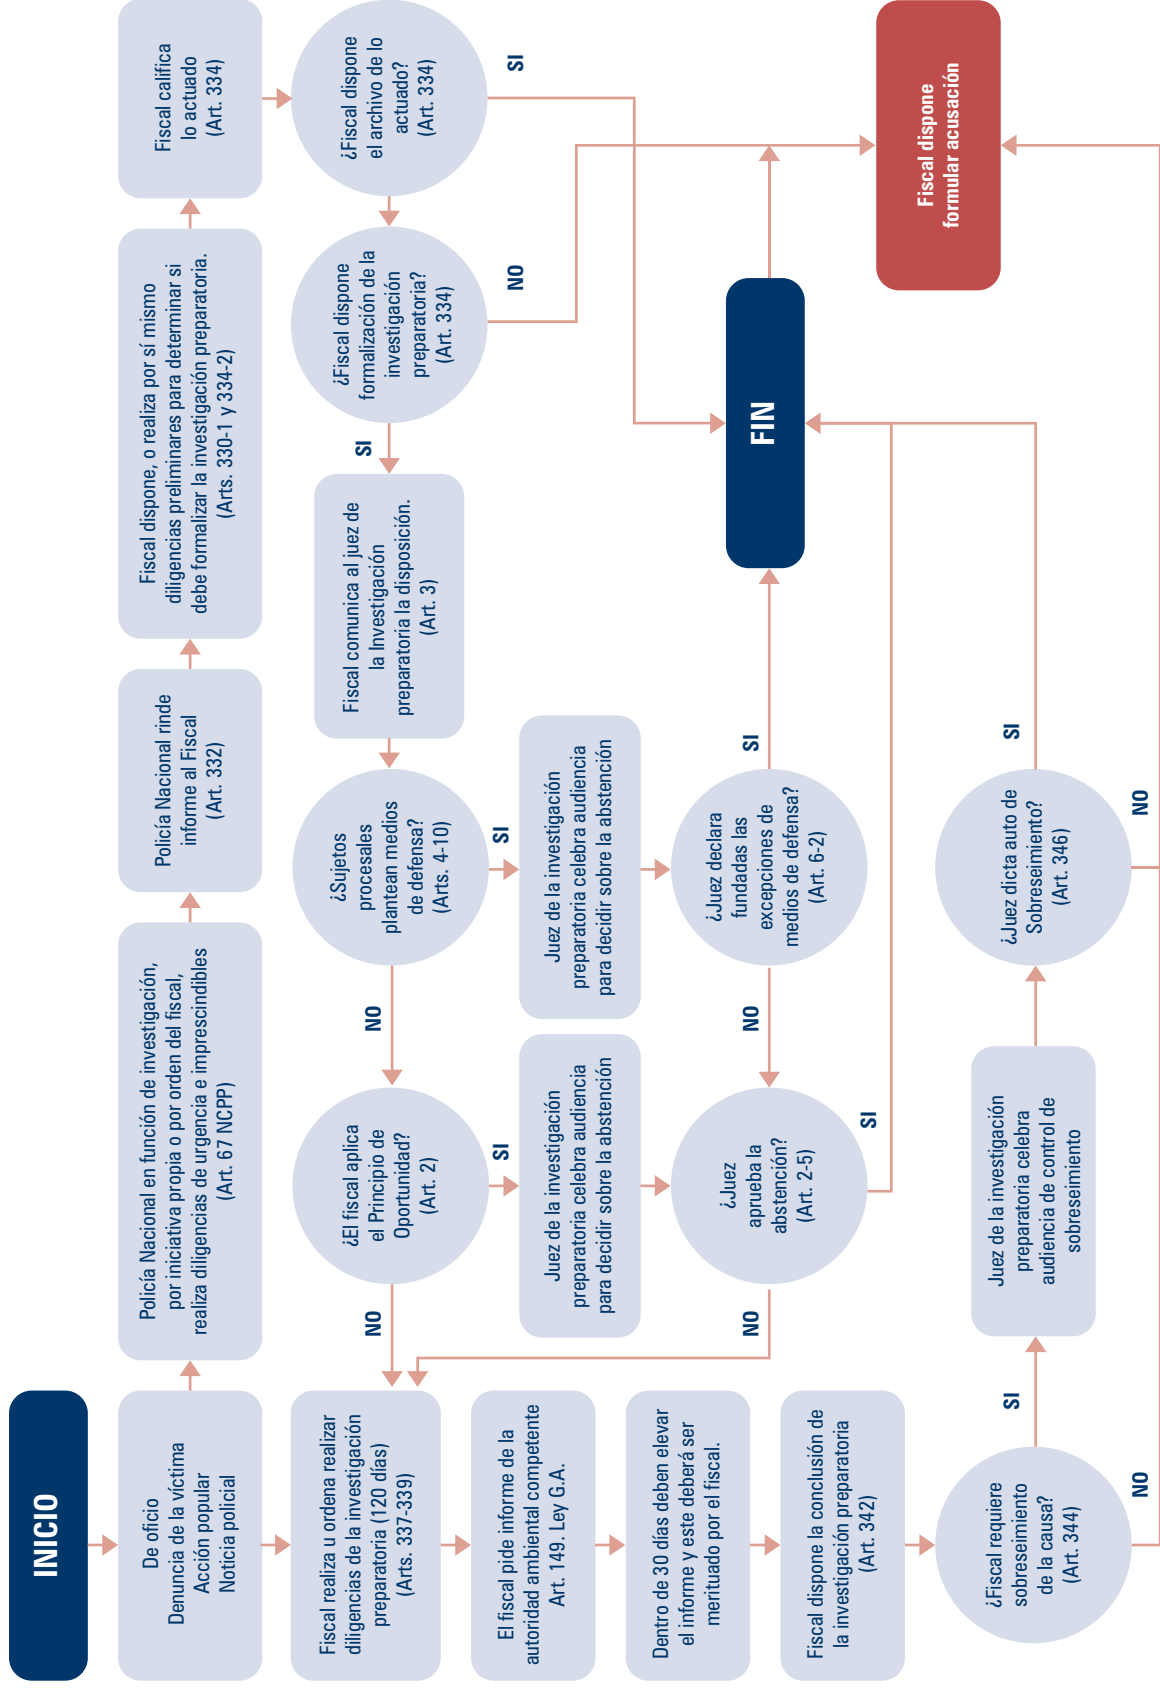 INICIO
De oficio
Denuncia de la víctima
Acción popular
Noticia policial
Policía Nacional en función de investigación,
por iniciativa propia o por orden del fiscal,
realiza diligencias de urgencia e imprescindibles
(Art. 67 NCPP)
Policía Nacional rinde
informe al Fiscal
(Art. 332)
Fiscal dispone, o realiza por sí mismo
diligencias preliminares para determinar si
debe formalizar la investigación preparatoria.
(Arts. 330-1 y 334-2)
Fiscal califica
lo actuado
(Art. 334)
¿Fiscal dispone
el archivo de lo
actuado?
(Art. 334)
SI
¿Fiscal dispone
formalización de la
investigación
preparatoria?
(Art. 334)
NO
SI
Fiscal comunica al juez de
la Investigación
preparatoria la disposición.
(Art. 3)
¿Sujetos
procesales
plantean medios
de defensa?
(Arts. 4-10)
SI
NO
¿El fiscal aplica
el Principio de
Oportunidad?
(Art. 2)
SI
NO
Fiscal realiza u ordena realizar
diligencias de la investigación
preparatoria (120 días)
(Arts. 337-339)
Juez de la investigación
preparatoria celebra audiencia
para decidir sobre la abstención
Juez de la investigación
preparatoria celebra audiencia
para decidir sobre la abstención
¿Juez declara
fundadas las
excepciones de
medios de defensa?
(Art. 6-2)
SI
NO
¿Juez
aprueba la
abstención?
(Art. 2-5)
SI
NO
El fiscal pide informe de la
autoridad ambiental competente
Art. 149. Ley G.A.
Dentro de 30 días deben elevar
el informe y este deberá ser
merituado por el fiscal.
Fiscal dispone la conclusión de
la investigación preparatoria
(Art. 342)
¿Fiscal requiere
sobreseimiento
de la causa?
(Art. 344)
SI
NO
Juez de la investigación
preparatoria celebra
audiencia de control de
sobreseimiento
¿Juez dicta auto de
Sobreseimiento?
(Art. 346)
SI
NO
FIN
Fiscal dispone
formular acusación